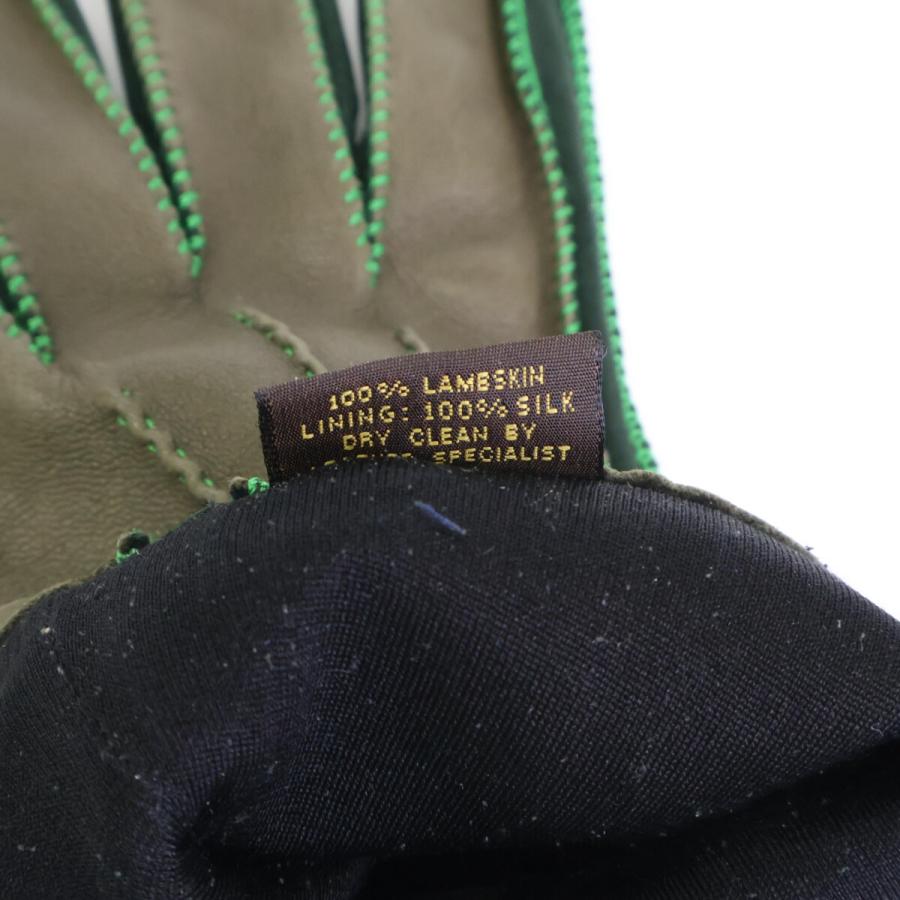 100% LAMBSKIN
LINING: 100% SILK
DRY CLEAN BY
SPECIALIST